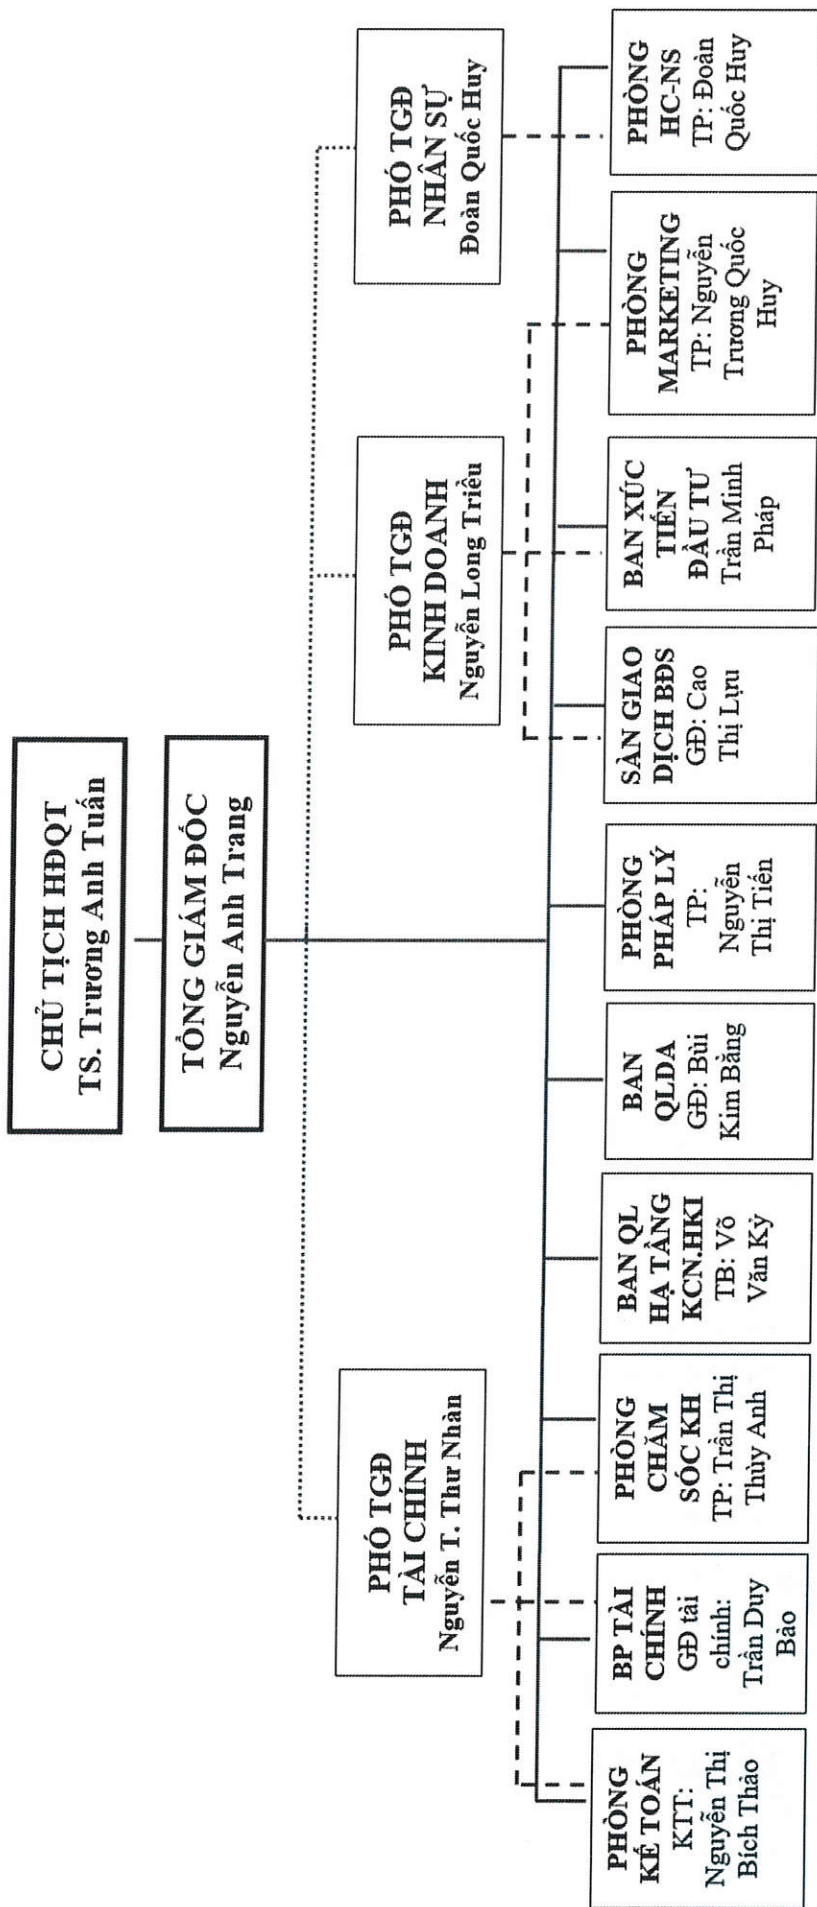 CHỦ TỊCH HĐQT
TS. Trương Anh Tuấn
TỔNG GIÁM ĐỐC
Nguyễn Anh Trang
PHÓ TGĐ
TÀI CHÍNH
Nguyễn T. Thư Nhàn
PHÓ TGĐ
KINH DOANH
Nguyễn Long Triều
PHÓ TGĐ
NHÂN SỰ
Đoàn Quốc Huy
PHÒNG
KẾ TOÁN
KTT:
Nguyễn Thị
Bích Thảo
BP TÀI
CHÍNH
GĐ tài
chính:
Trần Duy
Bảo
PHÒNG
CHĂM
SÓC KH
TP: Trần Thị
Thùy Anh
BAN QL
HẠ TẦNG
KCN.HKI
TB: Võ
Văn Kỳ
BAN
QLDA
GĐ: Bùi
Kim Bằng
PHÒNG
PHÁP LÝ
TP:
Nguyễn
Thị Tiến
SÀN GIAO
DỊCH BĐS
GĐ: Cao
Thị Lựu
BAN XÚC
TIẾN
ĐẦU TƯ
Trần Minh
Pháp
PHÒNG
MARKETING
TP: Nguyễn
Trương Quốc
Huy
PHÒNG
HC-NS
TP: Đoàn
Quốc Huy